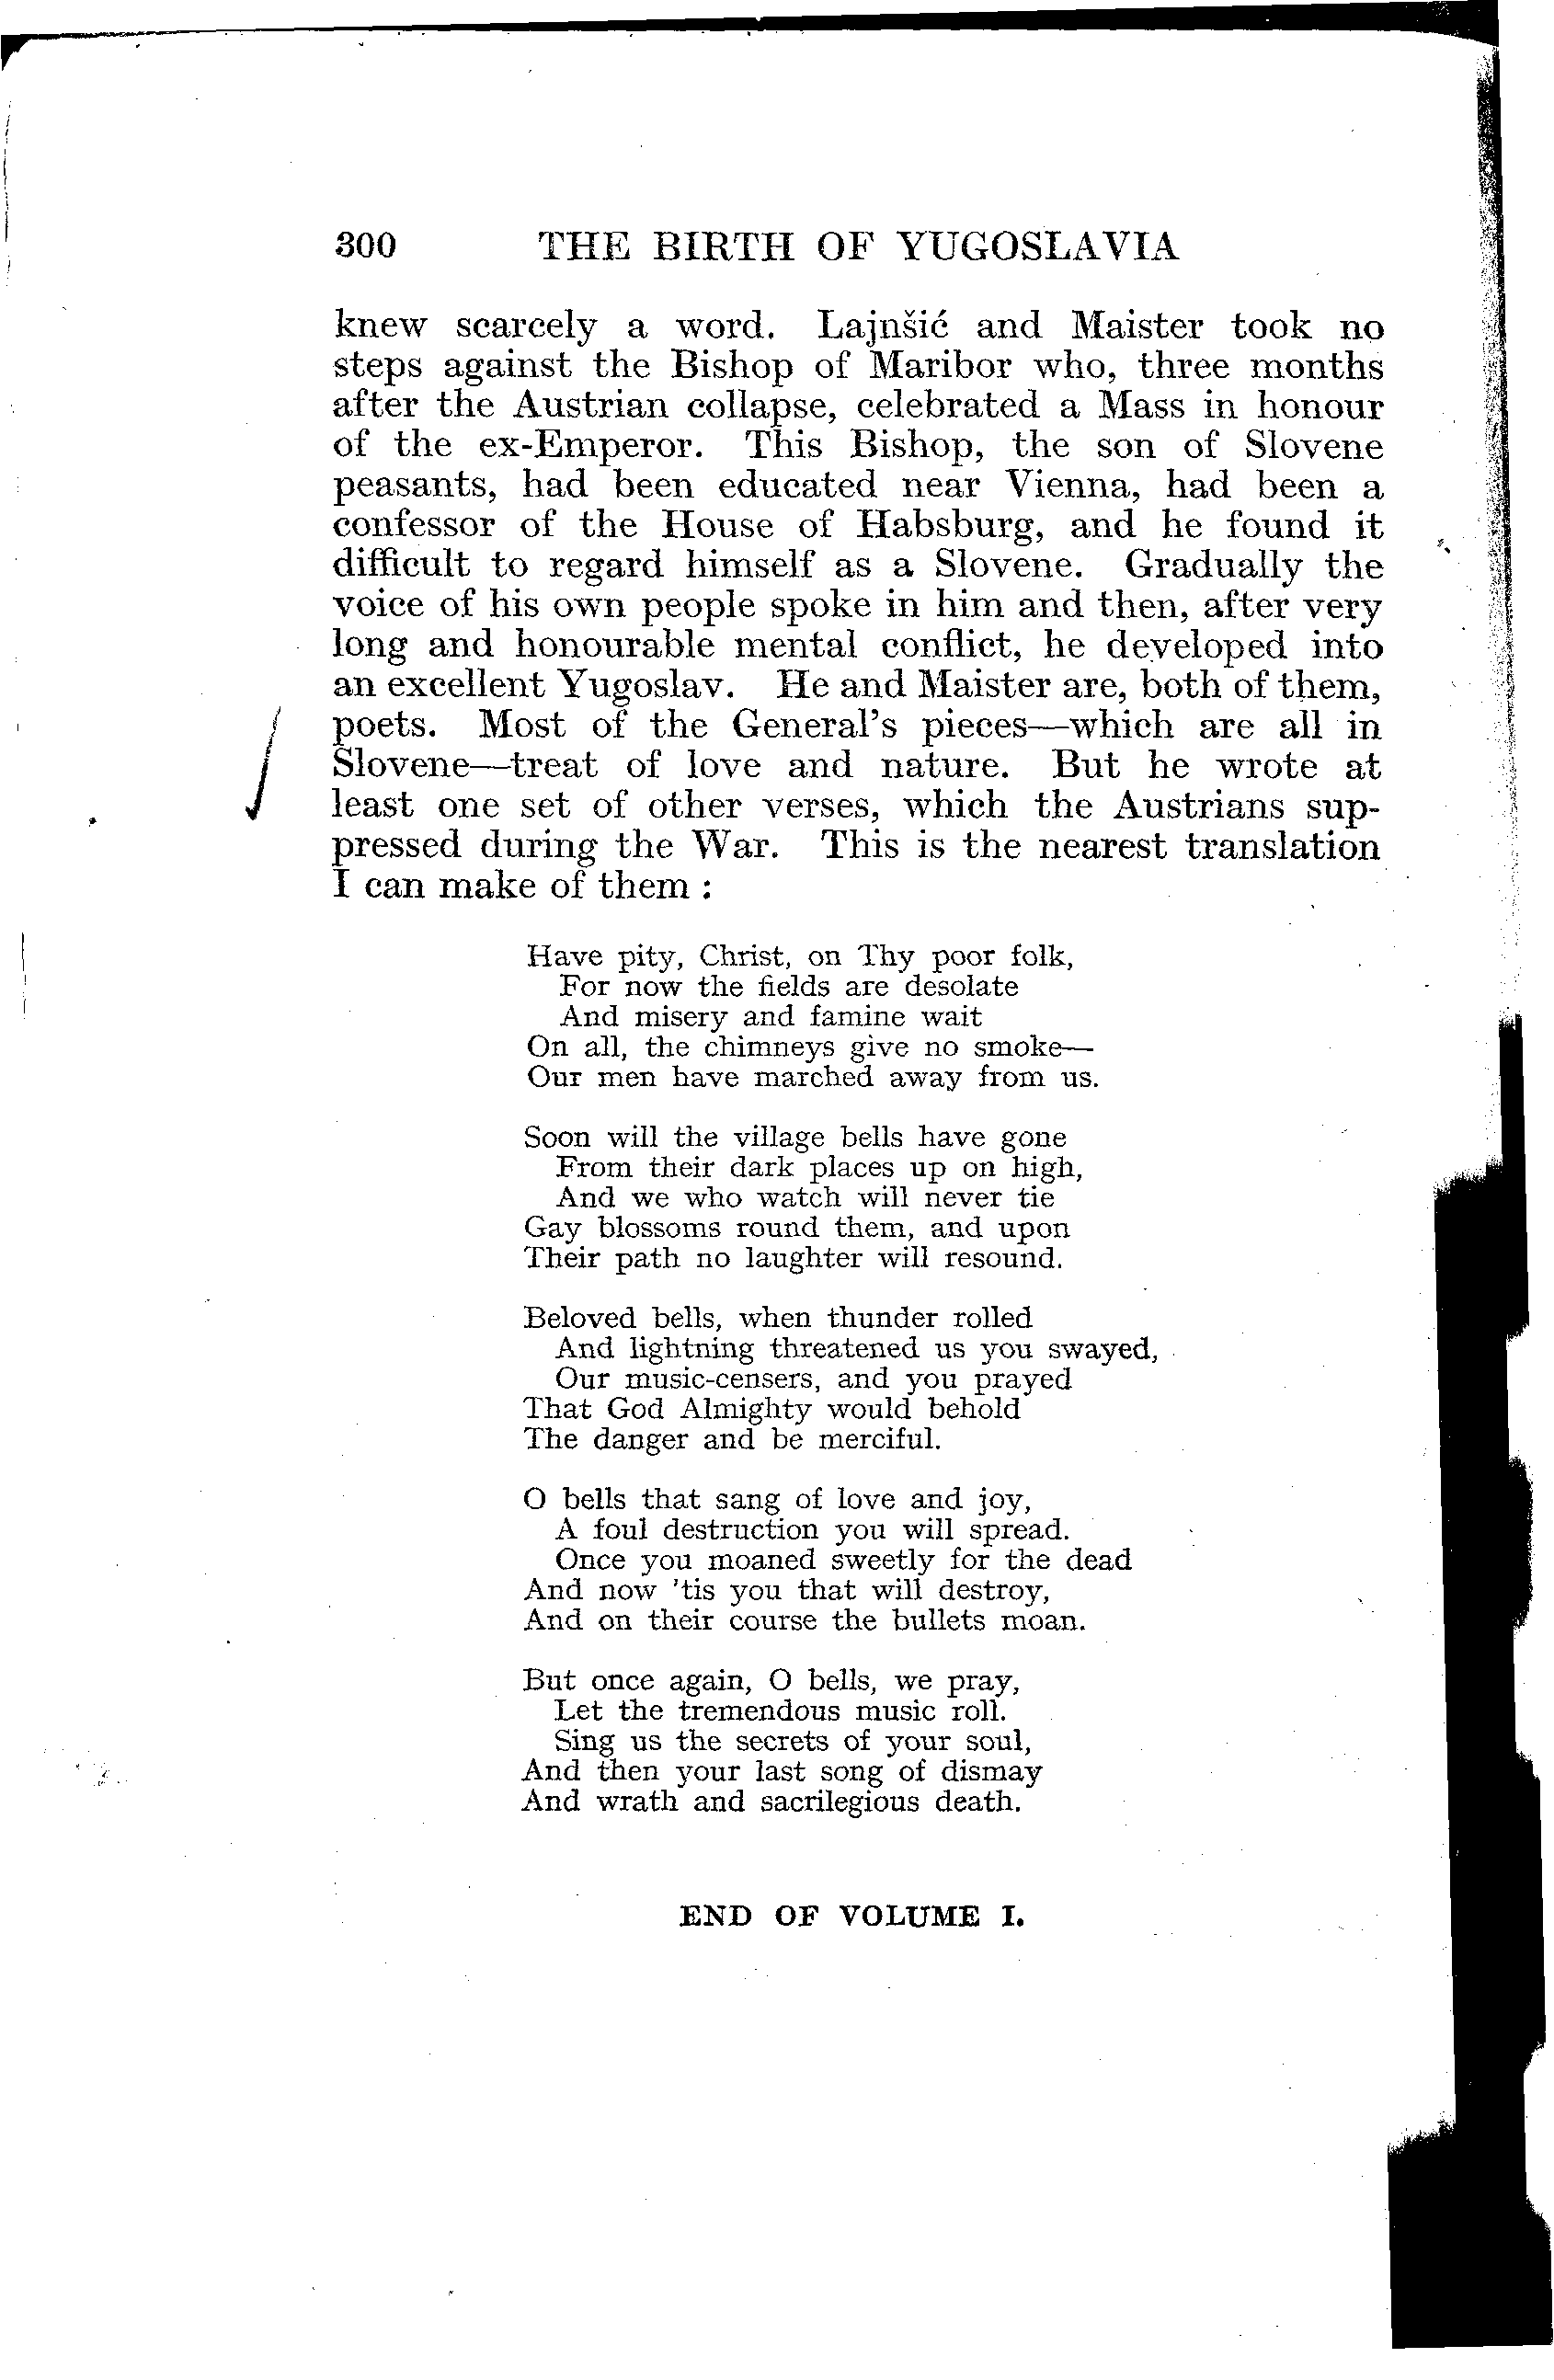 300 THE BIRTH OF YUGOSLAVIA
knew scarcely a word. Lajnšić and Maister took no
steps against the Bishop of Maribor who, three months
after the Austrian collapse, celebrated a Mass in honour
of the ex-Emperor. This Bishop, the son of Slovene
peasants, had been educated near Vienna, had been a
confessor of the House of Habsburg, and he found it
difficult to regard himself as a Slovene. Gradually the
voice of his own people spoke in him and then, after very
long and honourable mental conflict, he developed into
an excellent Yugoslav. He and Maister are, both of them,
poets. Most of the General's pieces—which are all in
Slovene—treat of love and nature. But he wrote at
least one set of other verses, which the Austrians sup-
pressed during the War. This is the nearest translation
I can make of them :
Have pity, Christ, on Thy poor folk,
For now the fields are desolate
And misery and famine wait
On all, the chimneys give no smoke—
Our men have marched away from us.
Soon will the village bells have gone
From their dark places up on high,
And we who watch will never tie
Gay blossoms round them, and upon
Their path no laughter will resound.
Beloved bells, when thunder rolled
And lightning threatened us you swayed,
Our music-censers, and you prayed
That God Almighty would behold
The danger and be merciful.
O bells that sang of love and joy,
A foul destruction you will spread.
Once you moaned sweetly for the dead
And now 'tis you that will destroy,
And on their course the bullets moan.
But once again, O bells, we pray,
Let the tremendous music roll.
Sing us the secrets of your soul,
And then your last song of dismay
And wrath and sacrilegious death.
END OF VOLUME I.